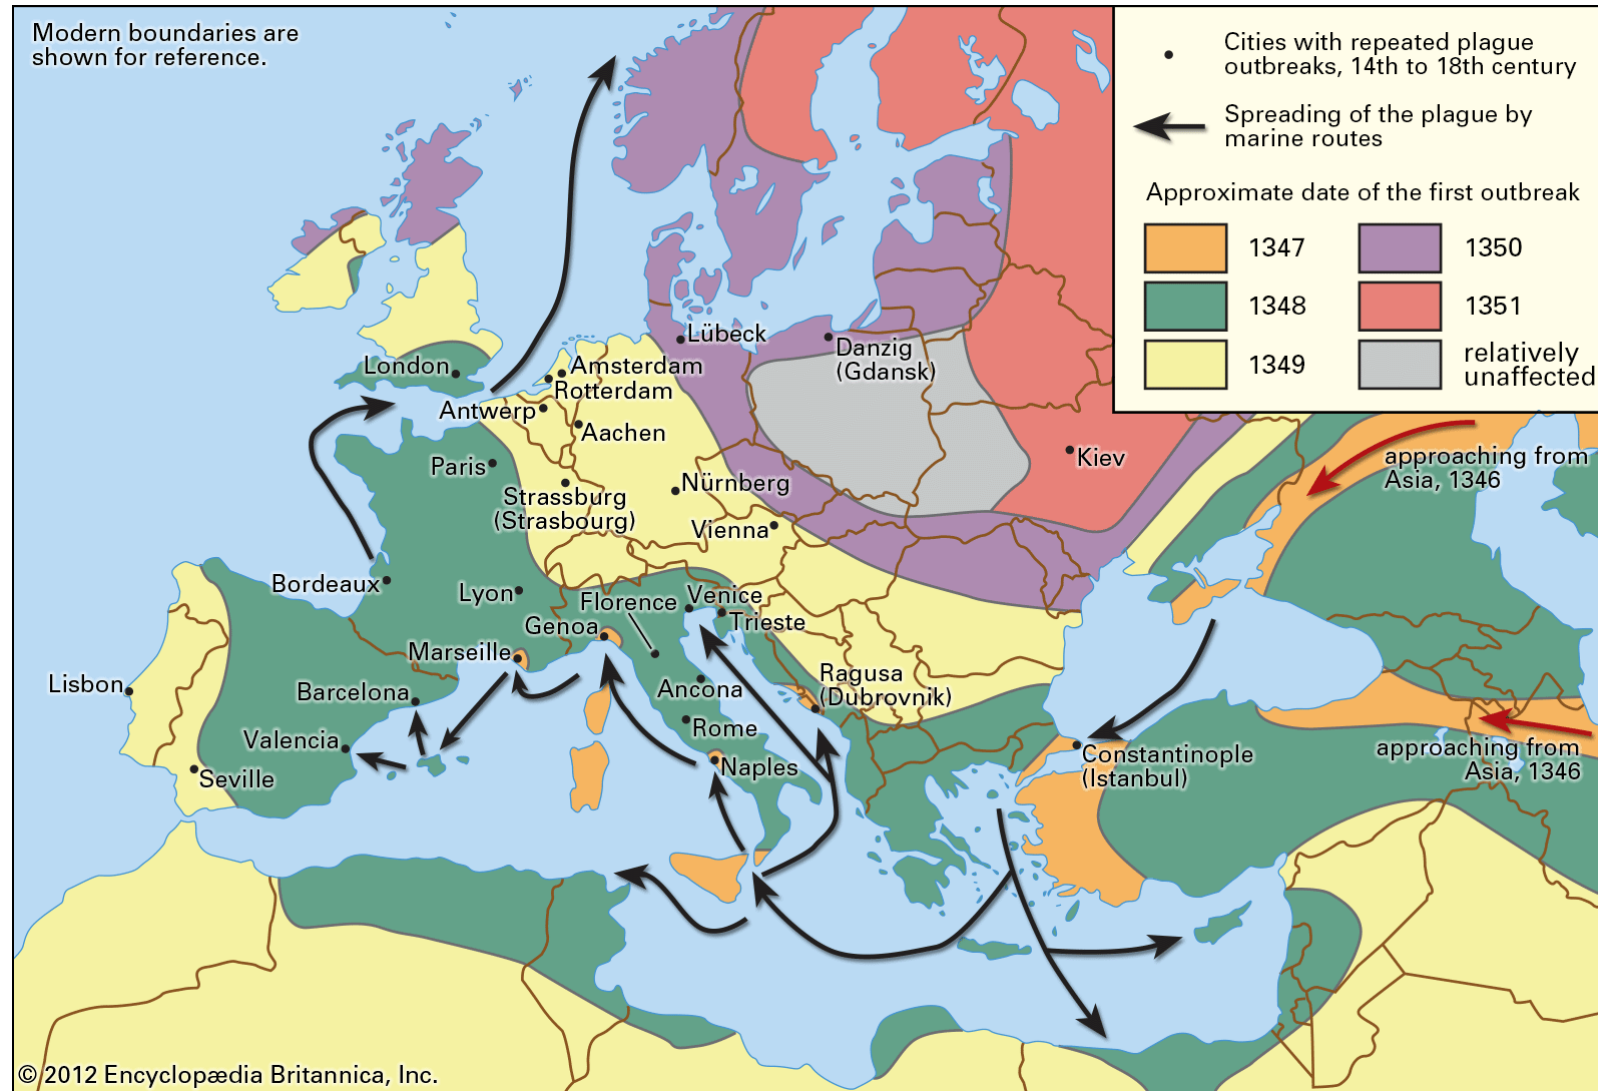 Modern boundaries are
shown for reference.
Cities with repeated plague
outbreaks, 14th to 18th century
Spreading of the plague by
marine routes
Approximate date of the first outbreak
1347
1350
1348
1351
1349
relatively
unaffected
Lübeck
Danzig
(Gdansk)
London
Amsterdam
Rotterdam
Antwerp
Aachen
Paris
Kiev
Nürnberg
Strassburg
(Strasbourg)
Vienna
approaching from
Asia, 1346
Bordeaux
Lyon
Florence
Venice
Genoa
Trieste
Marseille
Ragusa
(Dubrovnik)
Lisbon
Barcelona
Ancona
Rome
Valencia
Naples
Seville
Constantinople
(Istanbul)
approaching from
Asia, 1346
© 2012 Encyclopædia Britannica, Inc.